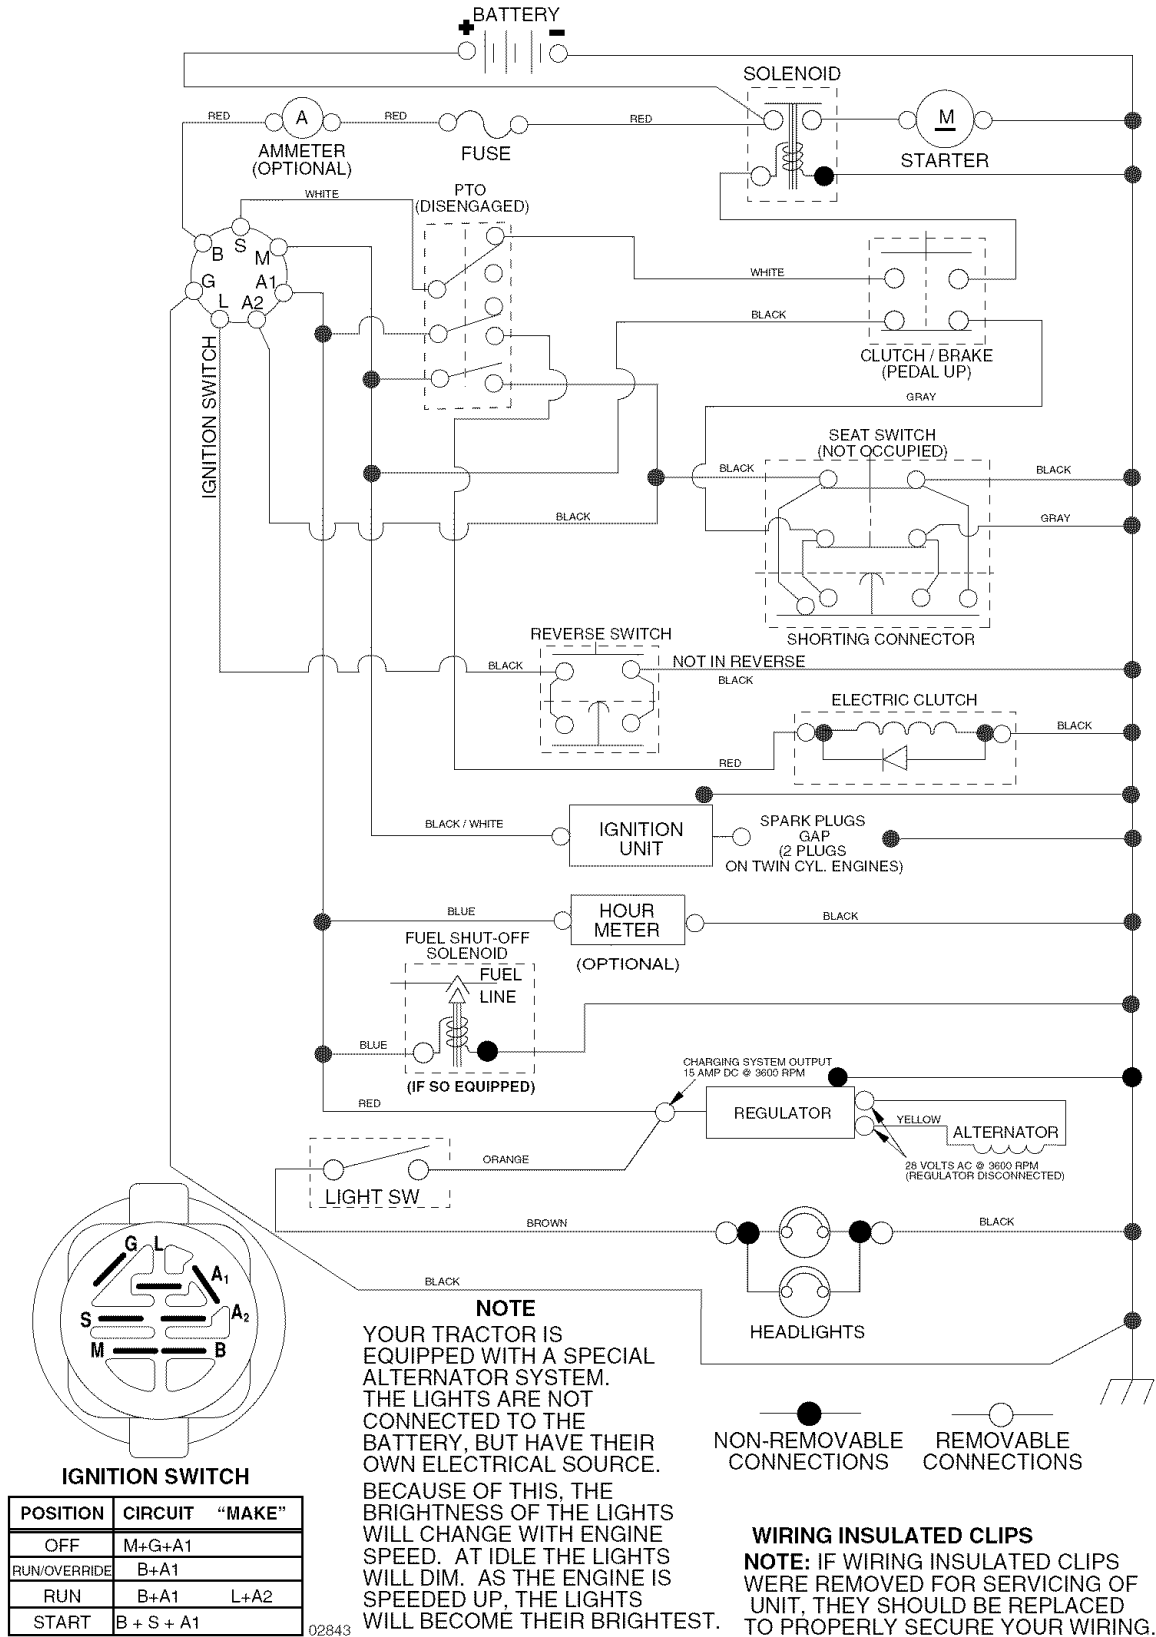 BATTERY
+ -
SOLENOID
RED
A
RED
FUSE
RED
M
STARTER
AMMETER
(OPTIONAL)
WHITE
PTO
(DISENGAGED)
B
S
M
G
A1
L
A2
IGNITION SWITCH
WHITE
BLACK
CLUTCH / BRAKE
(PEDAL UP)
GRAY
SEAT SWITCH
(NOT OCCUPIED)
BLACK
BLACK
BLACK
GRAY
SHORTING CONNECTOR
REVERSE SWITCH
BLACK
NOT IN REVERSE
BLACK
ELECTRIC CLUTCH
BLACK
RED
BLACK / WHITE
IGNITION
UNIT
SPARK PLUGS
GAP
(2 PLUGS
ON TWIN CYL. ENGINES)
BLUE
HOUR
METER
(OPTIONAL)
BLACK
FUEL SHUT-OFF
SOLENOID
FUEL
LINE
BLUE
(IF SO EQUIPPED)
CHARGING SYSTEM OUTPUT
15 AMP DC @ 3600 RPM
RED
REGULATOR
YELLOW
ALTERNATOR
28 VOLTS AC @ 3600 RPM
(REGULATOR DISCONNECTED)
ORANGE
LIGHT SW
BROWN
BLACK
HEADLIGHTS
BLACK
G
L
A1
A2
S
M
B
IGNITION SWITCH
POSITION CIRCUIT "MAKE"
OFF M+G+A1
RUN/OVERRIDE B+A1
RUN B+A1 L+A2
START B + S + A1
02843
NOTE
YOUR TRACTOR IS
EQUIPPED WITH A SPECIAL
ALTERNATOR SYSTEM.
THE LIGHTS ARE NOT
CONNECTED TO THE
BATTERY, BUT HAVE THEIR
OWN ELECTRICAL SOURCE.
BECAUSE OF THIS, THE
BRIGHTNESS OF THE LIGHTS
WILL CHANGE WITH ENGINE
SPEED. AT IDLE THE LIGHTS
WILL DIM. AS THE ENGINE IS
SPEEDED UP, THE LIGHTS
WILL BECOME THEIR BRIGHTEST.
NON-REMOVABLE
CONNECTIONS
REMOVABLE
CONNECTIONS
WIRING INSULATED CLIPS
NOTE: IF WIRING INSULATED CLIPS
WERE REMOVED FOR SERVICING OF
UNIT, THEY SHOULD BE REPLACED
TO PROPERLY SECURE YOUR WIRING.